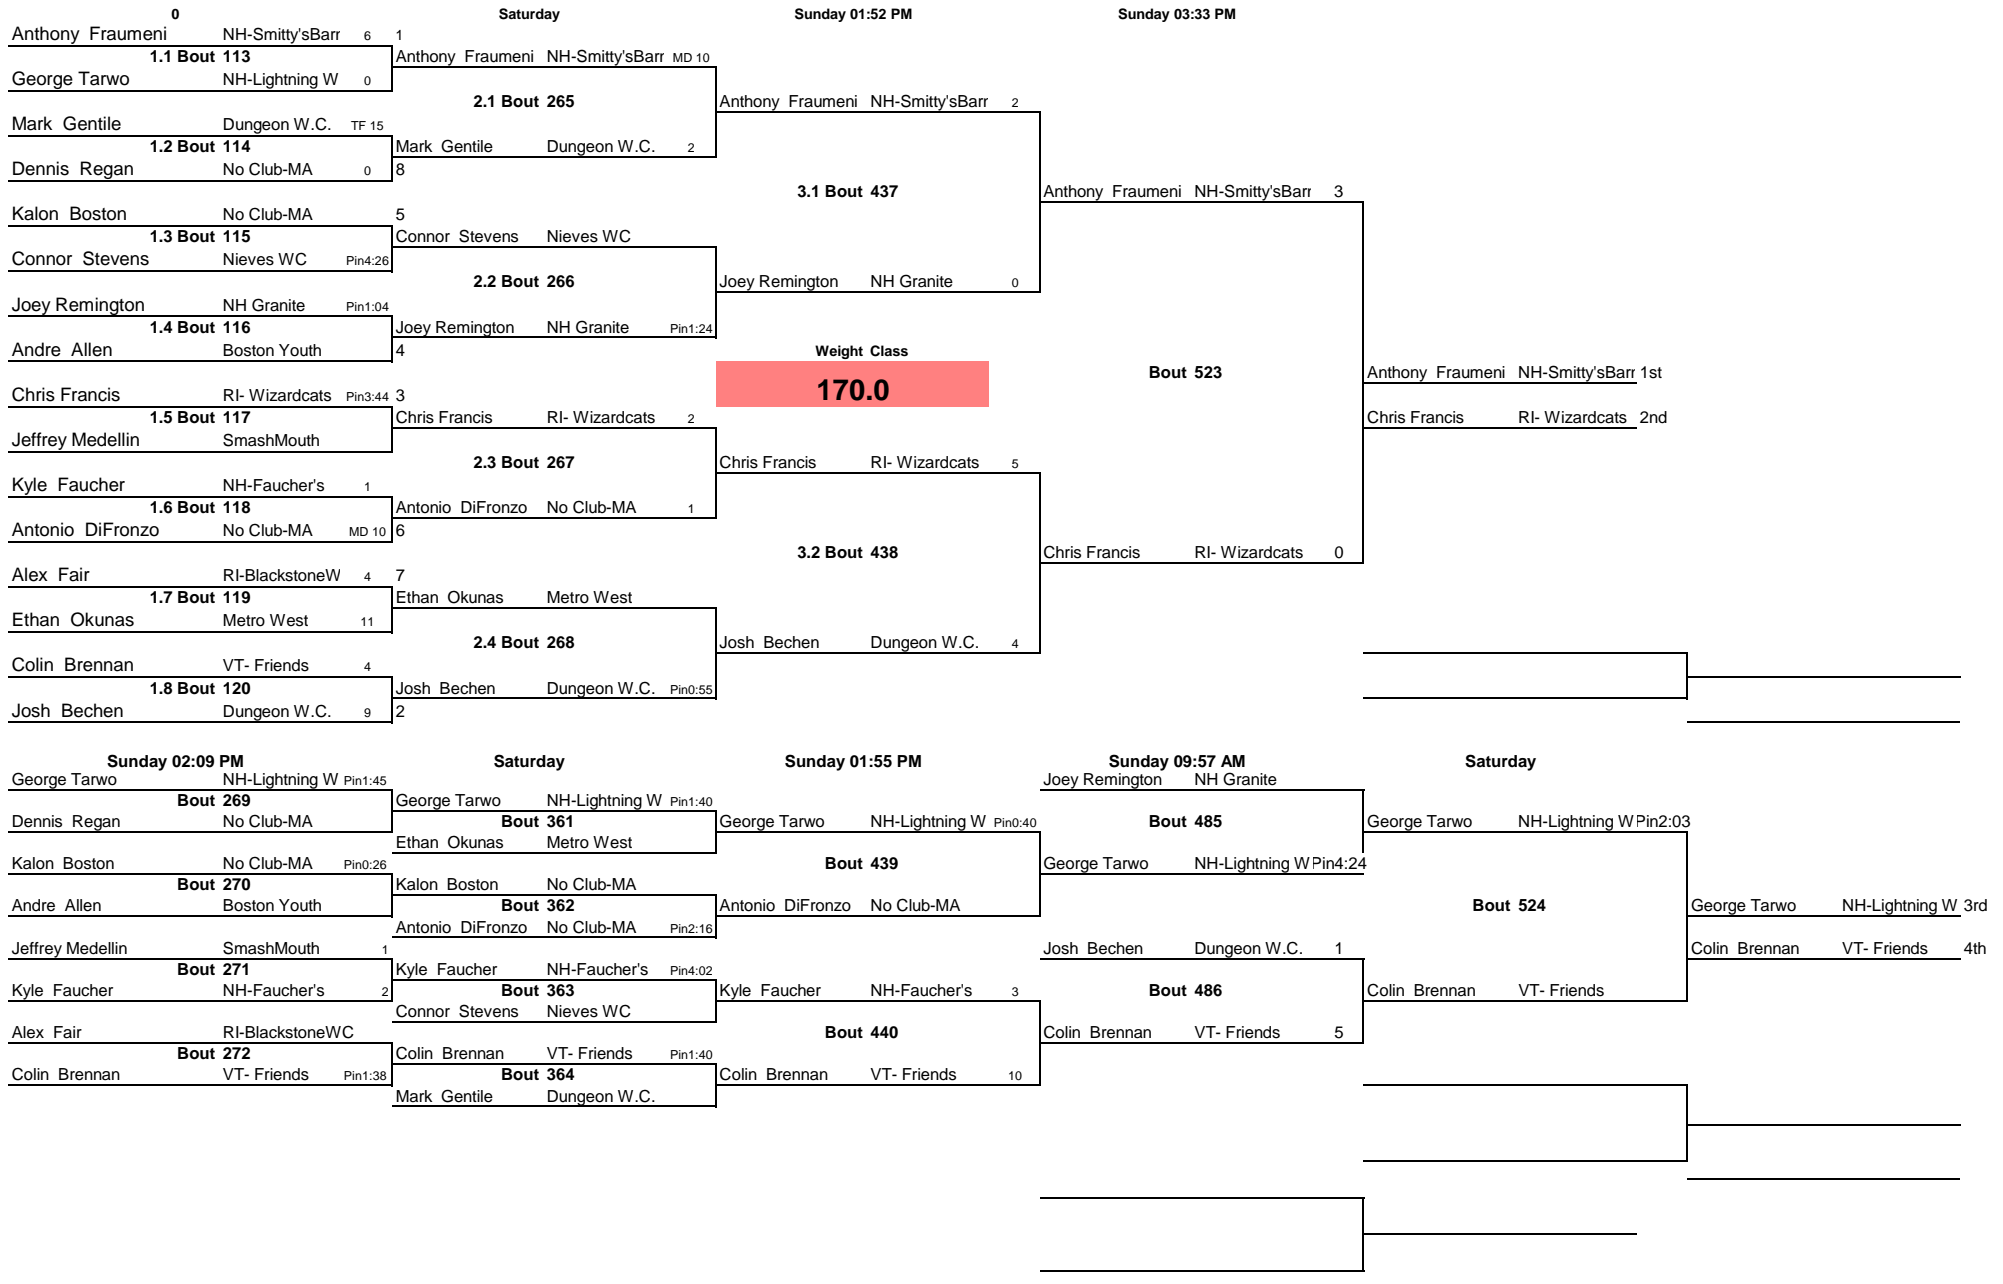 0 Saturday Sunday 01:52 PM Sunday 03:33 PM
Anthony Fraumeni NH-Smitty'sBarr 6 1
1.1 Bout 113 Anthony Fraumeni NH-Smitty'sBarr MD 10
George Tarwo NH-Lightning W 0
2.1 Bout 265 Anthony Fraumeni NH-Smitty'sBarr 2
Mark Gentile Dungeon W.C. TF 15
1.2 Bout 114 Mark Gentile Dungeon W.C. 2
Dennis Regan No Club-MA 0 8
3.1 Bout 437 Anthony Fraumeni NH-Smitty'sBarr 3
Kalon Boston No Club-MA 5
1.3 Bout 115 Connor Stevens Nieves WC
Connor Stevens Nieves WC Pin4:26
2.2 Bout 266 Joey Remington NH Granite 0
Joey Remington NH Granite Pin1:04
1.4 Bout 116 Joey Remington NH Granite Pin1:24
Andre Allen Boston Youth 4 Weight Class
Bout 523 Anthony Fraumeni NH-Smitty'sBarr 1st
170.0
Chris Francis RI- Wizardcats Pin3:44 3
1.5 Bout 117 Chris Francis RI- Wizardcats 2 Chris Francis RI- Wizardcats 2nd
Jeffrey Medellin SmashMouth
2.3 Bout 267 Chris Francis RI- Wizardcats 5
Kyle Faucher NH-Faucher's 1
1.6 Bout 118 Antonio DiFronzo No Club-MA 1
Antonio DiFronzo No Club-MA MD 10 6
3.2 Bout 438 Chris Francis RI- Wizardcats 0
Alex Fair RI-BlackstoneW 4 7
1.7 Bout 119 Ethan Okunas Metro West
Ethan Okunas Metro West 11
2.4 Bout 268 Josh Bechen Dungeon W.C. 4
Colin Brennan VT- Friends 4
1.8 Bout 120 Josh Bechen Dungeon W.C. Pin0:55
Josh Bechen Dungeon W.C. 9 2
Sunday 02:09 PM Saturday Sunday 01:55 PM Sunday 09:57 AM Saturday
George Tarwo NH-Lightning W Pin1:45 Joey Remington NH Granite
Bout 269 George Tarwo NH-Lightning W Pin1:40
Dennis Regan No Club-MA Bout 361 George Tarwo NH-Lightning W Pin0:40 Bout 485 George Tarwo NH-Lightning W Pin2:03
Ethan Okunas Metro West
Kalon Boston No Club-MA Pin0:26 Bout 439 George Tarwo NH-Lightning W Pin4:24
Bout 270 Kalon Boston No Club-MA
Andre Allen Boston Youth Bout 362 Antonio DiFronzo No Club-MA Bout 524 George Tarwo NH-Lightning W 3rd
Antonio DiFronzo No Club-MA Pin2:16
Jeffrey Medellin SmashMouth 1 Josh Bechen Dungeon W.C. 1 Colin Brennan VT- Friends 4th
Bout 271 Kyle Faucher NH-Faucher's Pin4:02
Kyle Faucher NH-Faucher's 2 Bout 363 Kyle Faucher NH-Faucher's 3 Bout 486 Colin Brennan VT- Friends
Connor Stevens Nieves WC
Alex Fair RI-BlackstoneWC Bout 440 Colin Brennan VT- Friends 5
Bout 272 Colin Brennan VT- Friends Pin1:40
Colin Brennan VT- Friends Pin1:38 Bout 364 Colin Brennan VT- Friends 10
Mark Gentile Dungeon W.C.